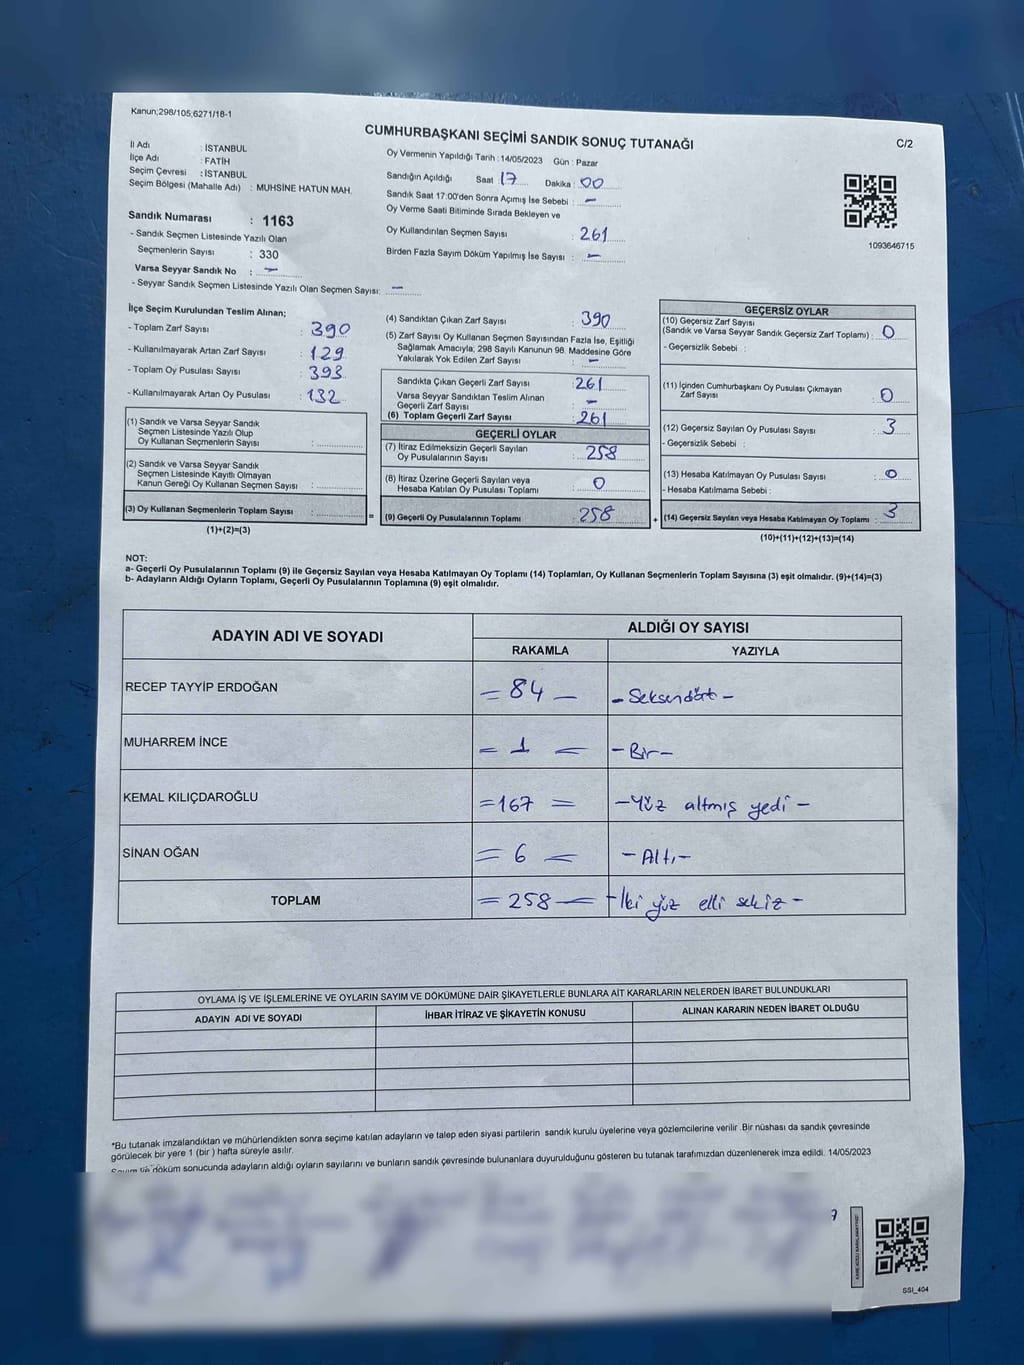 Kanun;298/105,6271/18-1
CUMHURBAŞKANI SEÇİMİ SANDIK SONUÇ TUTANAĞI
C/2
İl Adı : İSTANBUL
İlçe Adı : FATİH
Seçim Çevresi : İSTANBUL
Seçim Bölgesi (Mahalle Adı) : MUHSİNE HATUN MAH.
Sandık Numarası : 1163
- Sandık Seçmen Listesinde Yazılı Olan
Seçmenlerin Sayısı : 330
Varsa Seyyar Sandık No : -
- Seyyar Sandık Seçmen Listesinde Yazılı Olan Seçmen Sayısı: -
Oy Vermenin Yapıldığı Tarih : 14/05/2023 Gün : Pazar
Sandığın Açıldığı Saat 17 Dakika : 00
Sandık Saat 17:00'den Sonra Açımış İse Sebebi : -
Oy Verme Saati Bitiminde Sırada Bekleyen ve
Oy Kullandırılan Seçmen Sayısı : 261
Birden Fazla Sayım Döküm Yapılmış İse Sayısı : -
1093646715
İlçe Seçim Kurulundan Teslim Alınan;
- Toplam Zarf Sayısı : 390
- Kullanılmayarak Artan Zarf Sayısı : 129
- Toplam Oy Pusulası Sayısı : 393
- Kullanılmayarak Artan Oy Pusulası : 132
(1) Sandık ve Varsa Seyyar Sandık
Seçmen Listesinde Yazılı Olup
Oy Kullanan Seçmenlerin Sayısı :
(2) Sandık ve Varsa Seyyar Sandık
Seçmen Listesinde Kayıtlı Olmayan
Kanun Gereği Oy Kullanan Seçmen Sayısı :
(3) Oy Kullanan Seçmenlerin Toplam Sayısı :
(1)+(2)=(3)
=
(4) Sandıktan Çıkan Zarf Sayısı : 390
(5) Zarf Sayısı Oy Kullanan Seçmen Sayısından Fazla İse, Eşitliği
Sağlamak Amacıyla, 298 Sayılı Kanunun 98. Maddesine Göre
Yakılarak Yok Edilen Zarf Sayısı : -
Sandıkta Çıkan Geçerli Zarf Sayısı : 261
Varsa Seyyar Sandıktan Teslim Alınan
Geçerli Zarf Sayısı : -
(6) Toplam Geçerli Zarf Sayısı : 261
GEÇERLİ OYLAR
(7) İtiraz Edilmeksizin Geçerli Sayılan
Oy Pusulalarının Sayısı : 258
(8) İtiraz Üzerine Geçerli Sayılan veya
Hesaba Katılan Oy Pusulası Toplamı : 0
(9) Geçerli Oy Pusulalarının Toplamı : 258
+
GEÇERSİZ OYLAR
(10) Geçersiz Zarf Sayısı
(Sandık ve Varsa Seyyar Sandık Geçersiz Zarf Toplamı) : 0
- Geçersizlik Sebebi :
(11) İçinden Cumhurbaşkanı Oy Pusulası Çıkmayan
Zarf Sayısı : 0
(12) Geçersiz Sayılan Oy Pusulası Sayısı : 3
- Geçersizlik Sebebi :
(13) Hesaba Katılmayan Oy Pusulası Sayısı : 0
- Hesaba Katılmama Sebebi :
(14) Geçersiz Sayılan veya Hesaba Katılmayan Oy Toplamı : 3
(10)+(11)+(12)+(13)=(14)
NOT:
a- Geçerli Oy Pusulalarının Toplamı (9) ile Geçersiz Sayılan veya Hesaba Katılmayan Oy Toplamı (14) Toplamları, Oy Kullanan Seçmenlerin Toplam Sayısına (3) eşit olmalıdır. (9)+(14)=(3)
b- Adayların Aldığı Oyların Toplamı, Geçerli Oy Pusulalarının Toplamına (9) eşit olmalıdır.
ADAYIN ADI VE SOYADI
ALDIĞI OY SAYISI
RAKAMLA YAZIYLA
RECEP TAYYİP ERDOĞAN = 84 - - Seksendört -
MUHARREM İNCE = 1 = - Bir -
KEMAL KILIÇDAROĞLU = 167 = - Yüz altmış yedi -
SİNAN OĞAN = 6 = - Altı -
TOPLAM = 258 = - İki yüz elli sekiz -
OYLAMA İŞ VE İŞLEMLERİNE VE OYLARIN SAYIM VE DÖKÜMÜNE DAİR ŞİKAYETLERLE BUNLARA AİT KARARLARIN NELERDEN İBARET BULUNDUKLARI
ADAYIN ADI VE SOYADI İHBAR İTİRAZ VE ŞİKAYETİN KONUSU ALINAN KARARIN NEDEN İBARET OLDUĞU
*Bu tutanak imzalandıktan ve mühürlendikten sonra seçime katılan adayların ve talep eden siyasi partilerin sandık kurulu üyelerine veya gözlemcilerine verilir .Bir nüshası da sandık çevresinde
görülecek bir yere 1 (bir ) hafta süreyle asılır.
Sayım ve döküm sonucunda adayların aldığı oyların sayılarını ve bunların sandık çevresinde bulunanlara duyurulduğunu gösteren bu tutanak tarafımızdan düzenlenerek imza edildi. 14/05/2023
SSI_404